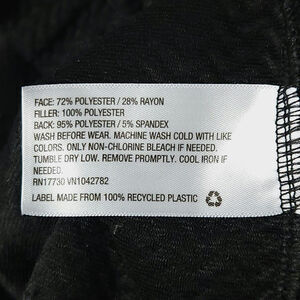 FACE: 72% POLYESTER / 28% RAYON
FILLER: 100% POLYESTER
BACK: 95% POLYESTER / 5% SPANDEX
WASH BEFORE WEAR. MACHINE WASH COLD WITH LIKE
COLORS. ONLY NON-CHLORINE BLEACH IF NEEDED.
TUMBLE DRY LOW. REMOVE PROMPTLY. COOL IRON IF
NEEDED.
RN17730 VN1042782
LABEL MADE FROM 100% RECYCLED PLASTIC